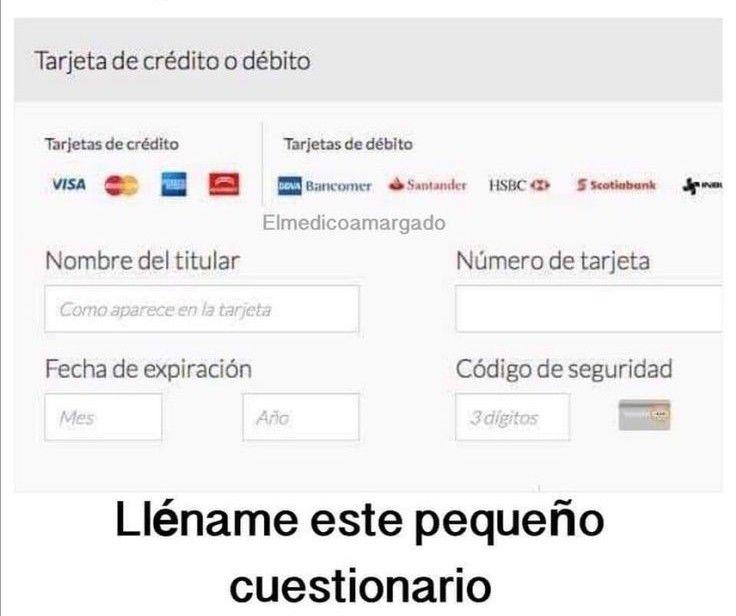 Tarjeta de crédito o débito
Tarjetas de crédito
Tarjetas de débito
VISA
BBVA Bancomer
Santander
HSBC
Scotiabank
Elmedicoamargado
Nombre del titular
Número de tarjeta
Como aparece en la tarjeta
Fecha de expiración
Código de seguridad
Mes
Año
3 dígitos
Lléname este pequeño
cuestionario